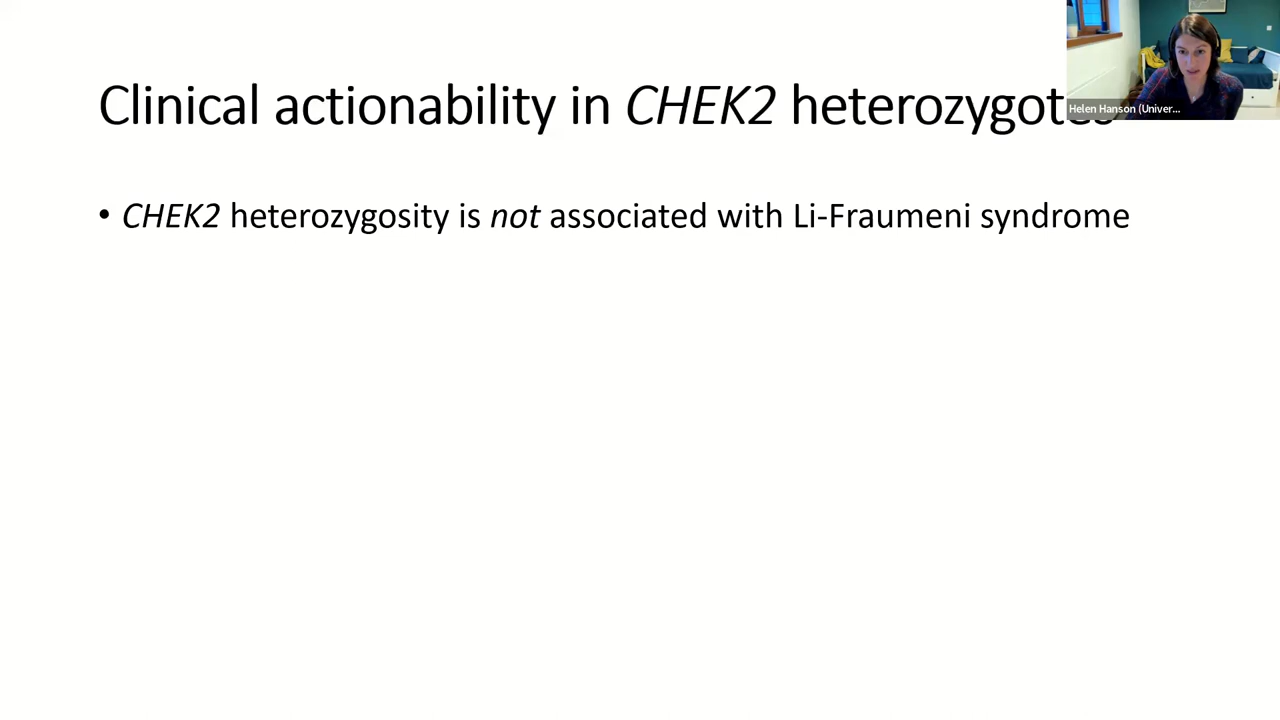 Clinical actionability in CHEK2 heterozygotes
Helen Hanson (Univer...
• CHEK2 heterozygosity is not associated with Li-Fraumeni syndrome